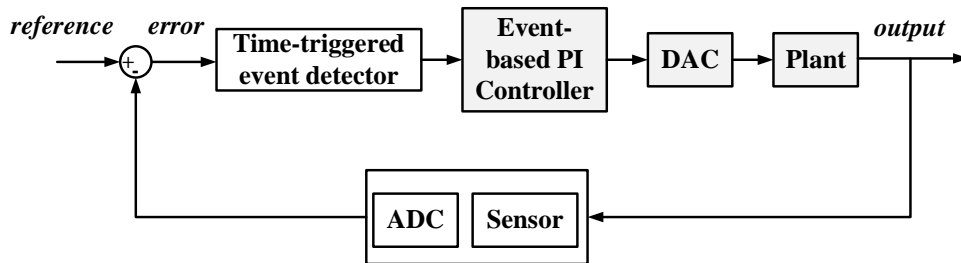 reference
error
+
-
Time-triggered
event detector
Event-
based PI
Controller
DAC
Plant
output
ADC
Sensor